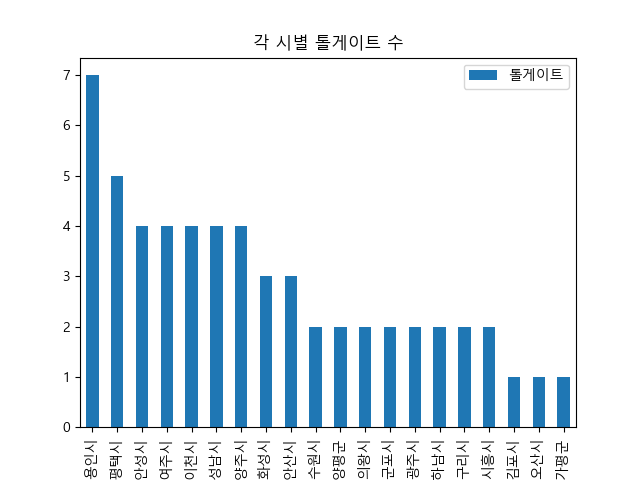 각 시별 톨게이트 수
톨게이트
7
6
5
4
3
2
1
0
용인시
평택시
안성시
여주시
이천시
성남시
양주시
화성시
안산시
수원시
양평군
의왕시
군포시
광주시
하남시
구리시
시흥시
김포시
오산시
가평군